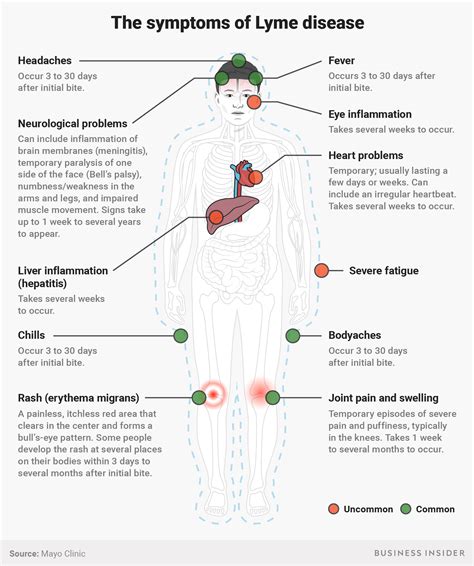 The symptoms of Lyme disease
Headaches
Occur 3 to 30 days
after initial bite.
Neurological problems
Can include inflammation of
brain membranes (meningitis),
temporary paralysis of one
side of the face (Bell's palsy),
numbness/weakness in the
arms and legs, and impaired
muscle movement. Signs take
up to 1 week to several years
to appear.
Liver inflammation
(hepatitis)
Takes several weeks
to occur.
Chills
Occur 3 to 30 days
after initial bite.
Rash (erythema migrans)
A painless, itchless red area that
clears in the center and forms a
bull's-eye pattern. Some people
develop the rash at several places
on their bodies within 3 days to
several months after initial bite.
Fever
Occurs 3 to 30 days after
initial bite.
Eye inflammation
Takes several weeks to occur.
Heart problems
Temporary; usually lasting a
few days or weeks. Can
include an irregular heartbeat.
Takes several weeks to occur.
Severe fatigue
Bodyaches
Occur 3 to 30 days after
initial bite.
Joint pain and swelling
Temporary episodes of severe
pain and puffiness, typically
in the knees. Takes 1 week
to several months to occur.
Uncommon
Common
Source: Mayo Clinic
BUSINESS INSIDER